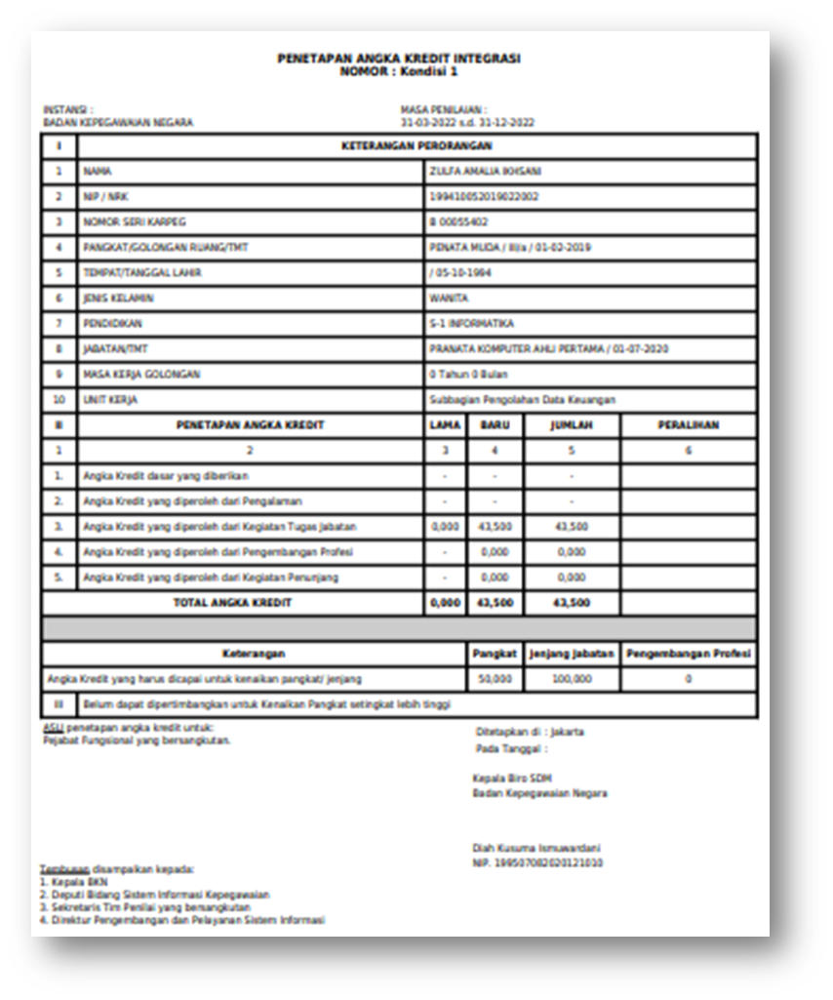 PENETAPAN ANGKA KREDIT INTEGRASI
NOMOR : Kondisi 1
INSTANSI : MASA PENILAIAN :
BADAN KEPEGAWAIAN NEGARA 31-03-2022 s.d. 31-12-2022
I KETERANGAN PERORANGAN
1 NAMA ZULFA AMALIA IKHSANI
2 NIP / NRK 199410052019022002
3 NOMOR SERI KARPEG B 00055402
4 PANGKAT/GOLONGAN RUANG/TMT PENATA MUDA / III/a / 01-02-2019
5 TEMPAT/TANGGAL LAHIR / 05-10-1994
6 JENIS KELAMIN WANITA
7 PENDIDIKAN S-1 INFORMATIKA
8 JABATAN/TMT PRANATA KOMPUTER AHLI PERTAMA / 01-07-2020
9 MASA KERJA GOLONGAN 0 Tahun 0 Bulan
10 UNIT KERJA Subbagian Pengolahan Data Keuangan
II PENETAPAN ANGKA KREDIT LAMA BARU JUMLAH PERALIHAN
1 2 3 4 5 6
1. Angka Kredit dasar yang diberikan - - -
2. Angka Kredit yang diperoleh dari Pengalaman - - -
3. Angka Kredit yang diperoleh dari Kegiatan Tugas Jabatan 0,000 43,500 43,500
4. Angka Kredit yang diperoleh dari Pengembangan Profesi - 0,000 0,000
5. Angka Kredit yang diperoleh dari Kegiatan Penunjang - 0,000 0,000
TOTAL ANGKA KREDIT 0,000 43,500 43,500
Keterangan Pangkat Jenjang Jabatan Pengembangan Profesi
Angka Kredit yang harus dicapai untuk kenaikan pangkat/ jenjang 50,000 100,000 0
III Belum dapat dipertimbangkan untuk Kenaikan Pangkat setingkat lebih tinggi
ASLI penetapan angka kredit untuk:
Pejabat Fungsional yang bersangkutan.
Ditetapkan di : Jakarta
Pada Tanggal :
Kepala Biro SDM
Badan Kepegawaian Negara
Diah Kusuma Ismuwardani
NIP. 199507082020121010
Tembusan disampaikan kepada:
1. Kepala BKN
2. Deputi Bidang Sistem Informasi Kepegawaian
3. Sekretaris Tim Penilai yang bersangkutan
4. Direktur Pengembangan dan Pelayanan Sistem Informasi